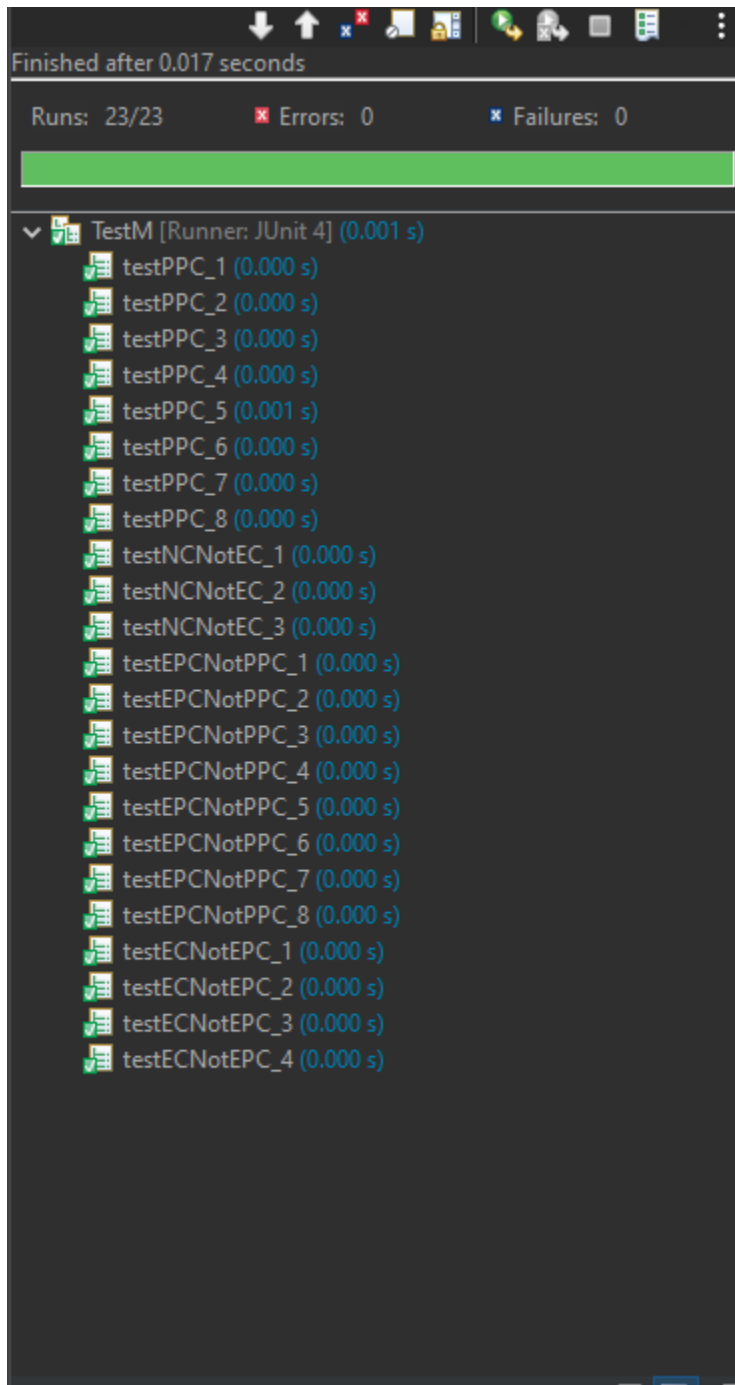 Finished after 0.017 seconds
Runs: 23/23 Errors: 0 Failures: 0
TestM [Runner: JUnit 4] (0.001 s)
testPPC_1 (0.000 s)
testPPC_2 (0.000 s)
testPPC_3 (0.000 s)
testPPC_4 (0.000 s)
testPPC_5 (0.001 s)
testPPC_6 (0.000 s)
testPPC_7 (0.000 s)
testPPC_8 (0.000 s)
testNCNotEC_1 (0.000 s)
testNCNotEC_2 (0.000 s)
testNCNotEC_3 (0.000 s)
testEPCNotPPC_1 (0.000 s)
testEPCNotPPC_2 (0.000 s)
testEPCNotPPC_3 (0.000 s)
testEPCNotPPC_4 (0.000 s)
testEPCNotPPC_5 (0.000 s)
testEPCNotPPC_6 (0.000 s)
testEPCNotPPC_7 (0.000 s)
testEPCNotPPC_8 (0.000 s)
testECNotEPC_1 (0.000 s)
testECNotEPC_2 (0.000 s)
testECNotEPC_3 (0.000 s)
testECNotEPC_4 (0.000 s)